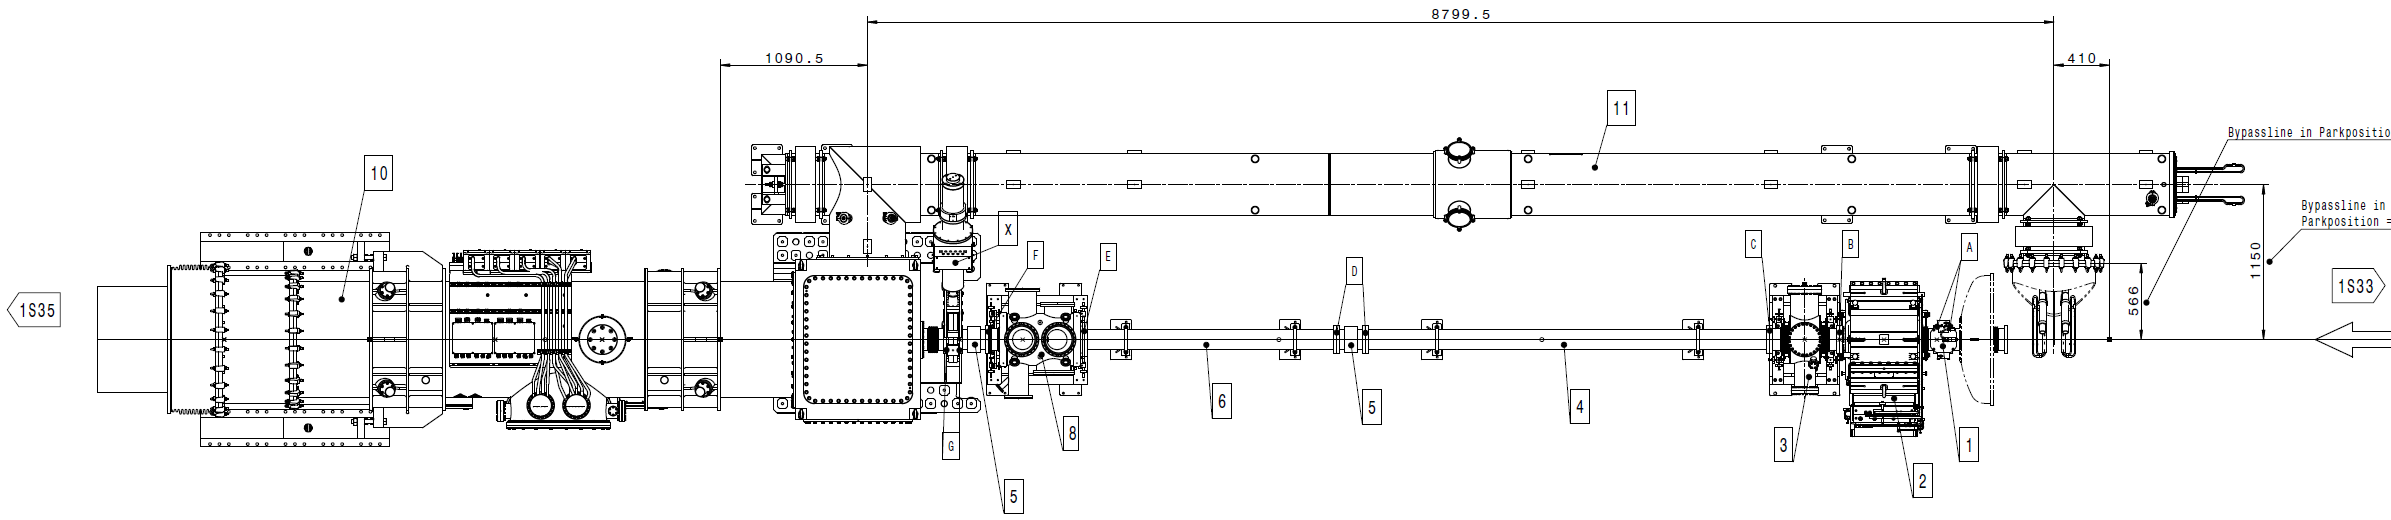 8799.5
1090.5
410
11
Bypassline in Parkpositio
10
Bypassline in
Parkposition =
X
F
E
C
B
A
D
1150
566
1S35
1S33
6
5
4
G
8
3
1
2
5